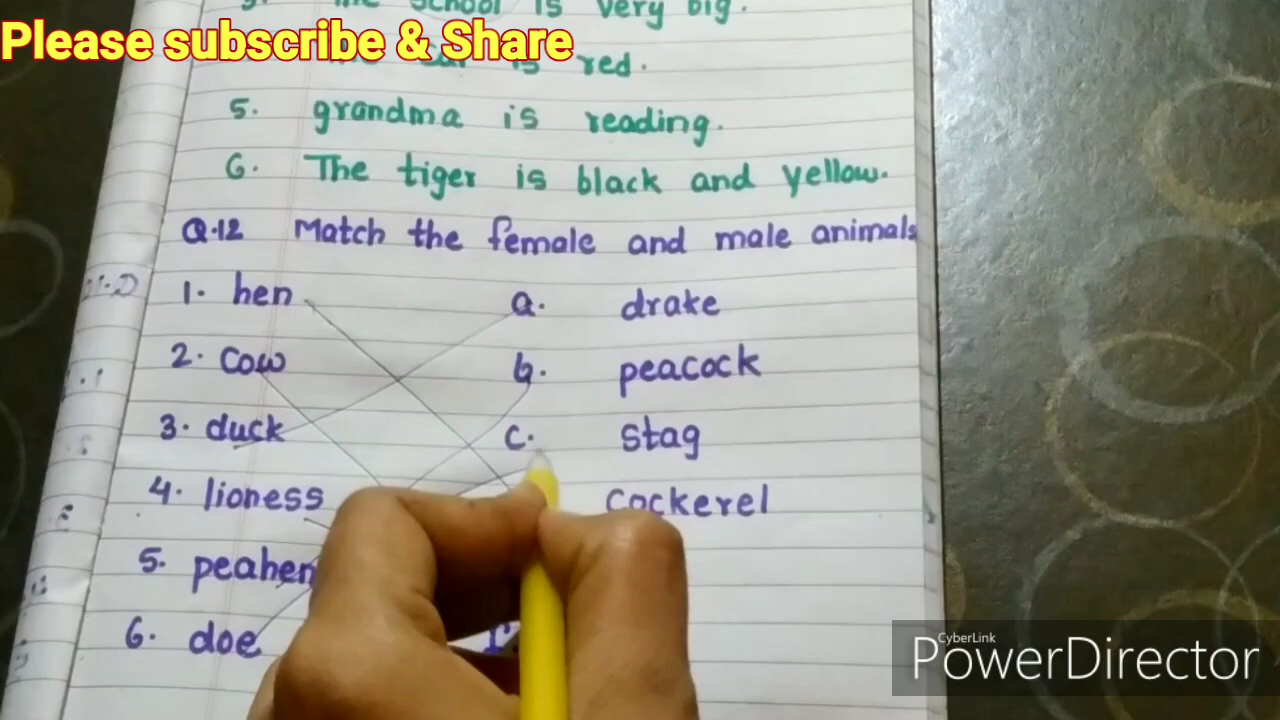 The school is very big.
Please subscribe & Share
car is red.
5. grandma is reading.
6. The tiger is black and yellow.
Q.12 Match the female and male animals
1. hen a. drake
2. cow b. peacock
3. duck c. stag
4. lioness cockerel
5. peahen
6. doe
CyberLink
PowerDirector